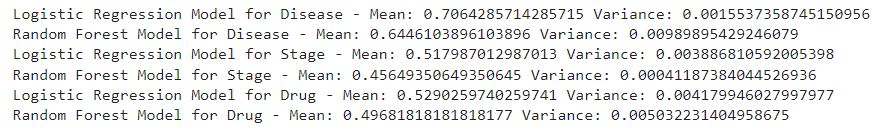 Logistic Regression Model for Disease - Mean: 0.7064285714285715 Variance: 0.0015537358745150956
Random Forest Model for Disease - Mean: 0.6446103896103896 Variance: 0.00989895429246079
Logistic Regression Model for Stage - Mean: 0.517987012987013 Variance: 0.003886810592005398
Random Forest Model for Stage - Mean: 0.45649350649350645 Variance: 0.00041187384044526936
Logistic Regression Model for Drug - Mean: 0.5290259740259741 Variance: 0.004179946027997977
Random Forest Model for Drug - Mean: 0.49681818181818177 Variance: 0.005032231404958675